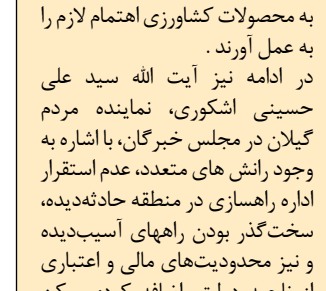 به محصولات کشاورزی اهتمام لازم را
به عمل آورند .
در ادامه نیز آیت الله سید علی
حسینی اشکوری، نماینده مردم
گیلان در مجلس خبرگان، با اشاره به
وجود رانش های متعدد، عدم استقرار
اداره راهسازی در منطقه حادثه‌دیده،
سخت‌گذر بودن راههای آسیب‌دیده
و نیز محدودیت‌های مالی و اعتباری